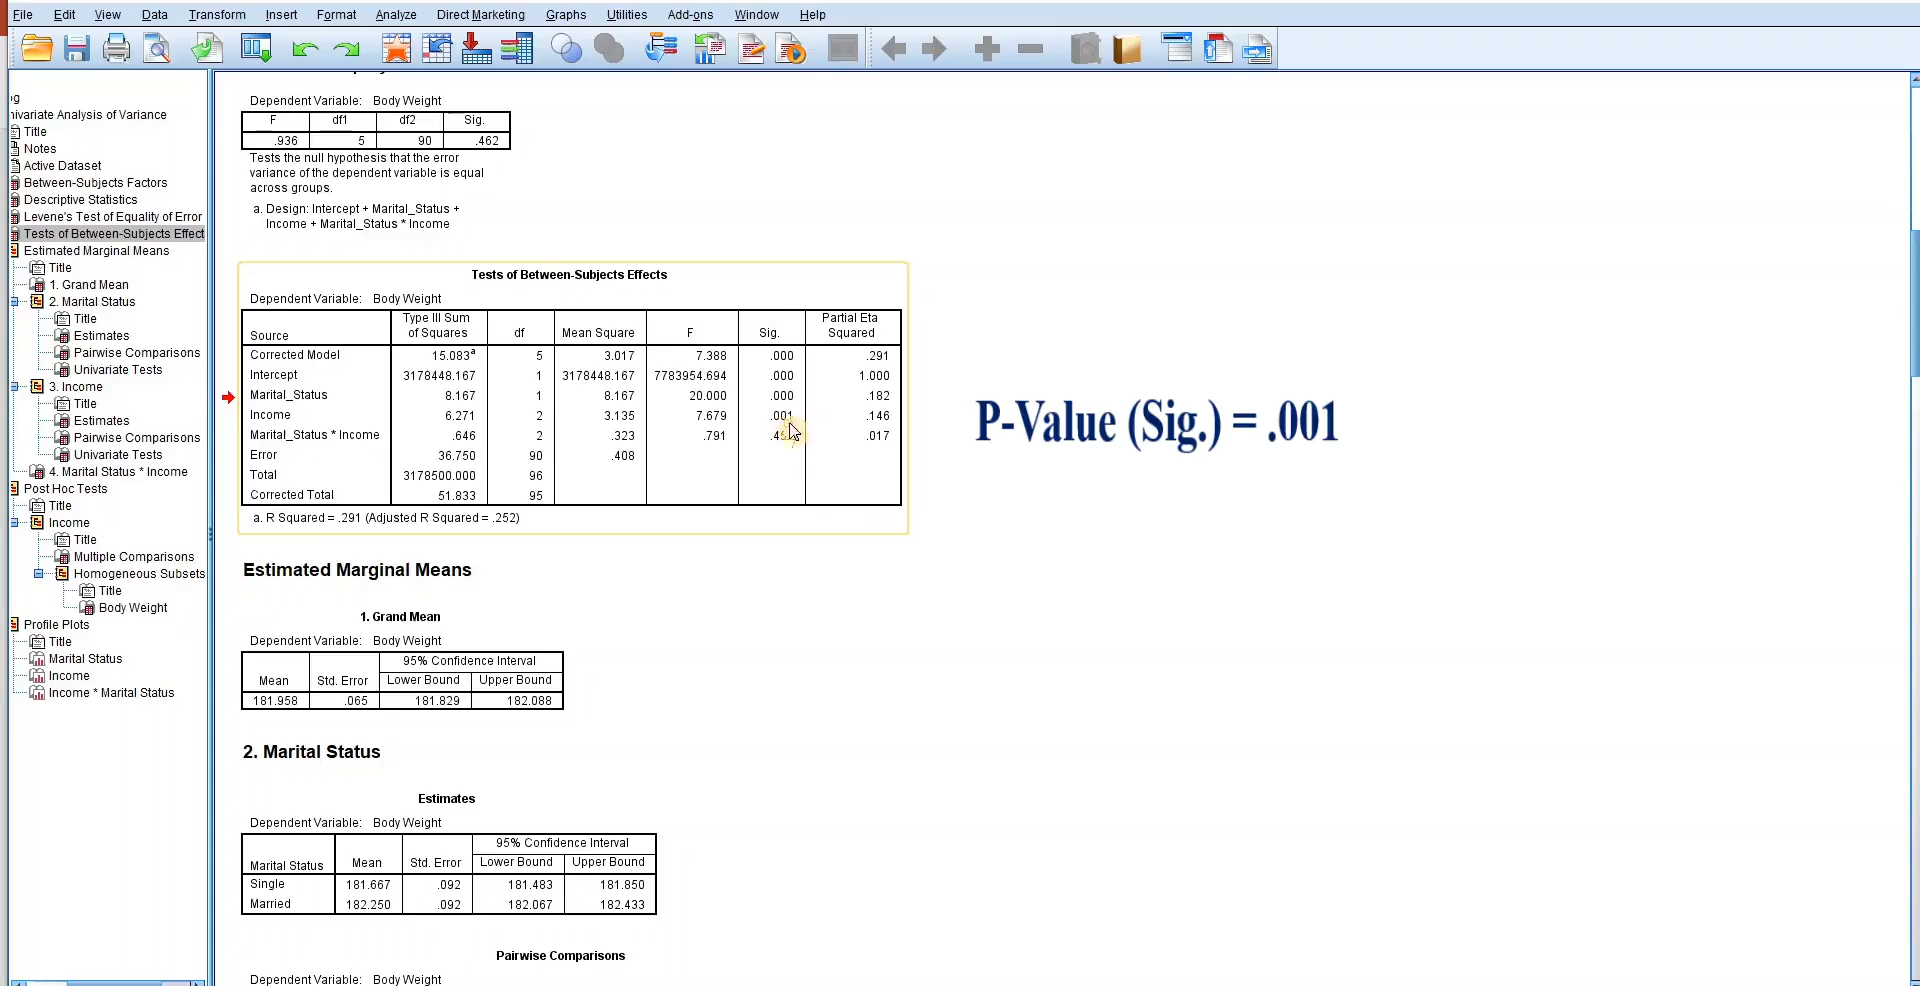 File Edit View Data Transform Insert Format Analyze Direct Marketing Graphs Utilities Add-ons Window Help
Title
Notes
Active Dataset
Between-Subjects Factors
Descriptive Statistics
Levene's Test of Equality of Error
Tests of Between-Subjects Effect
Estimated Marginal Means
Title
1. Grand Mean
2. Marital Status
Title
Estimates
Pairwise Comparisons
Univariate Tests
3. Income
Title
Estimates
Pairwise Comparisons
Univariate Tests
4. Marital Status * Income
Post Hoc Tests
Title
Income
Title
Multiple Comparisons
Homogeneous Subsets
Title
Body Weight
Profile Plots
Title
Marital Status
Income
Income * Marital Status
nivariate Analysis of Variance
Dependent Variable: Body Weight
F df1 df2 Sig.
.936 5 90 .462
Tests the null hypothesis that the error
variance of the dependent variable is equal
across groups.
a. Design: Intercept + Marital_Status +
Income + Marital_Status * Income
Tests of Between-Subjects Effects
Dependent Variable: Body Weight
Source Type III Sum of Squares df Mean Square F Sig. Partial Eta Squared
Corrected Model 15.083a 5 3.017 7.388 .000 .291
Intercept 3178448.167 1 3178448.167 7783954.694 .000 1.000
Marital_Status 8.167 1 8.167 20.000 .000 .182
Income 6.271 2 3.135 7.679 .001 .146
Marital_Status * Income .646 2 .323 .791 .017
Error 36.750 90 .408
Total 3178500.000 96
Corrected Total 51.833 95
a. R Squared = .291 (Adjusted R Squared = .252)
P-Value (Sig.) = .001
Estimated Marginal Means
1. Grand Mean
Dependent Variable: Body Weight
Mean Std. Error 95% Confidence Interval
Lower Bound Upper Bound
181.958 .065 181.829 182.088
2. Marital Status
Estimates
Dependent Variable: Body Weight
Marital Status Mean Std. Error 95% Confidence Interval
Lower Bound Upper Bound
Single 181.667 .092 181.483 181.850
Married 182.250 .092 182.067 182.433
Pairwise Comparisons
Dependent Variable: Body Weight